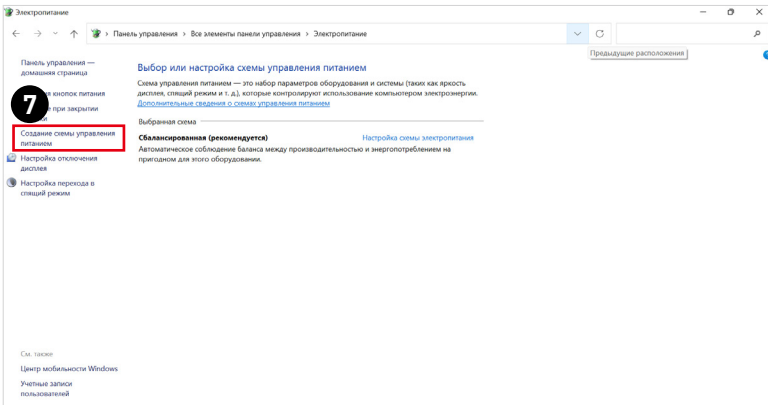 Электропитание
Панель управления > Все элементы панели управления > Электропитание
Предыдущие расположения
Панель управления —
домашняя страница
кнопок питания
при закрытии
7
Создание схемы управления
питанием
Настройка отключения
дисплея
Настройка перехода в
спящий режим
Выбор или настройка схемы управления питанием
Схема управления питанием — это набор параметров оборудования и системы (таких как яркость
дисплея, спящий режим и т. д.), которые контролируют использование компьютером электроэнергии.
Дополнительные сведения о схемах управления питанием
Выбранная схема
Сбалансированная (рекомендуется)
Настройка схемы электропитания
Автоматическое соблюдение баланса между производительностью и энергопотреблением на
пригодном для этого оборудовании.
См. также
Центр мобильности Windows
Учетные записи
пользователей